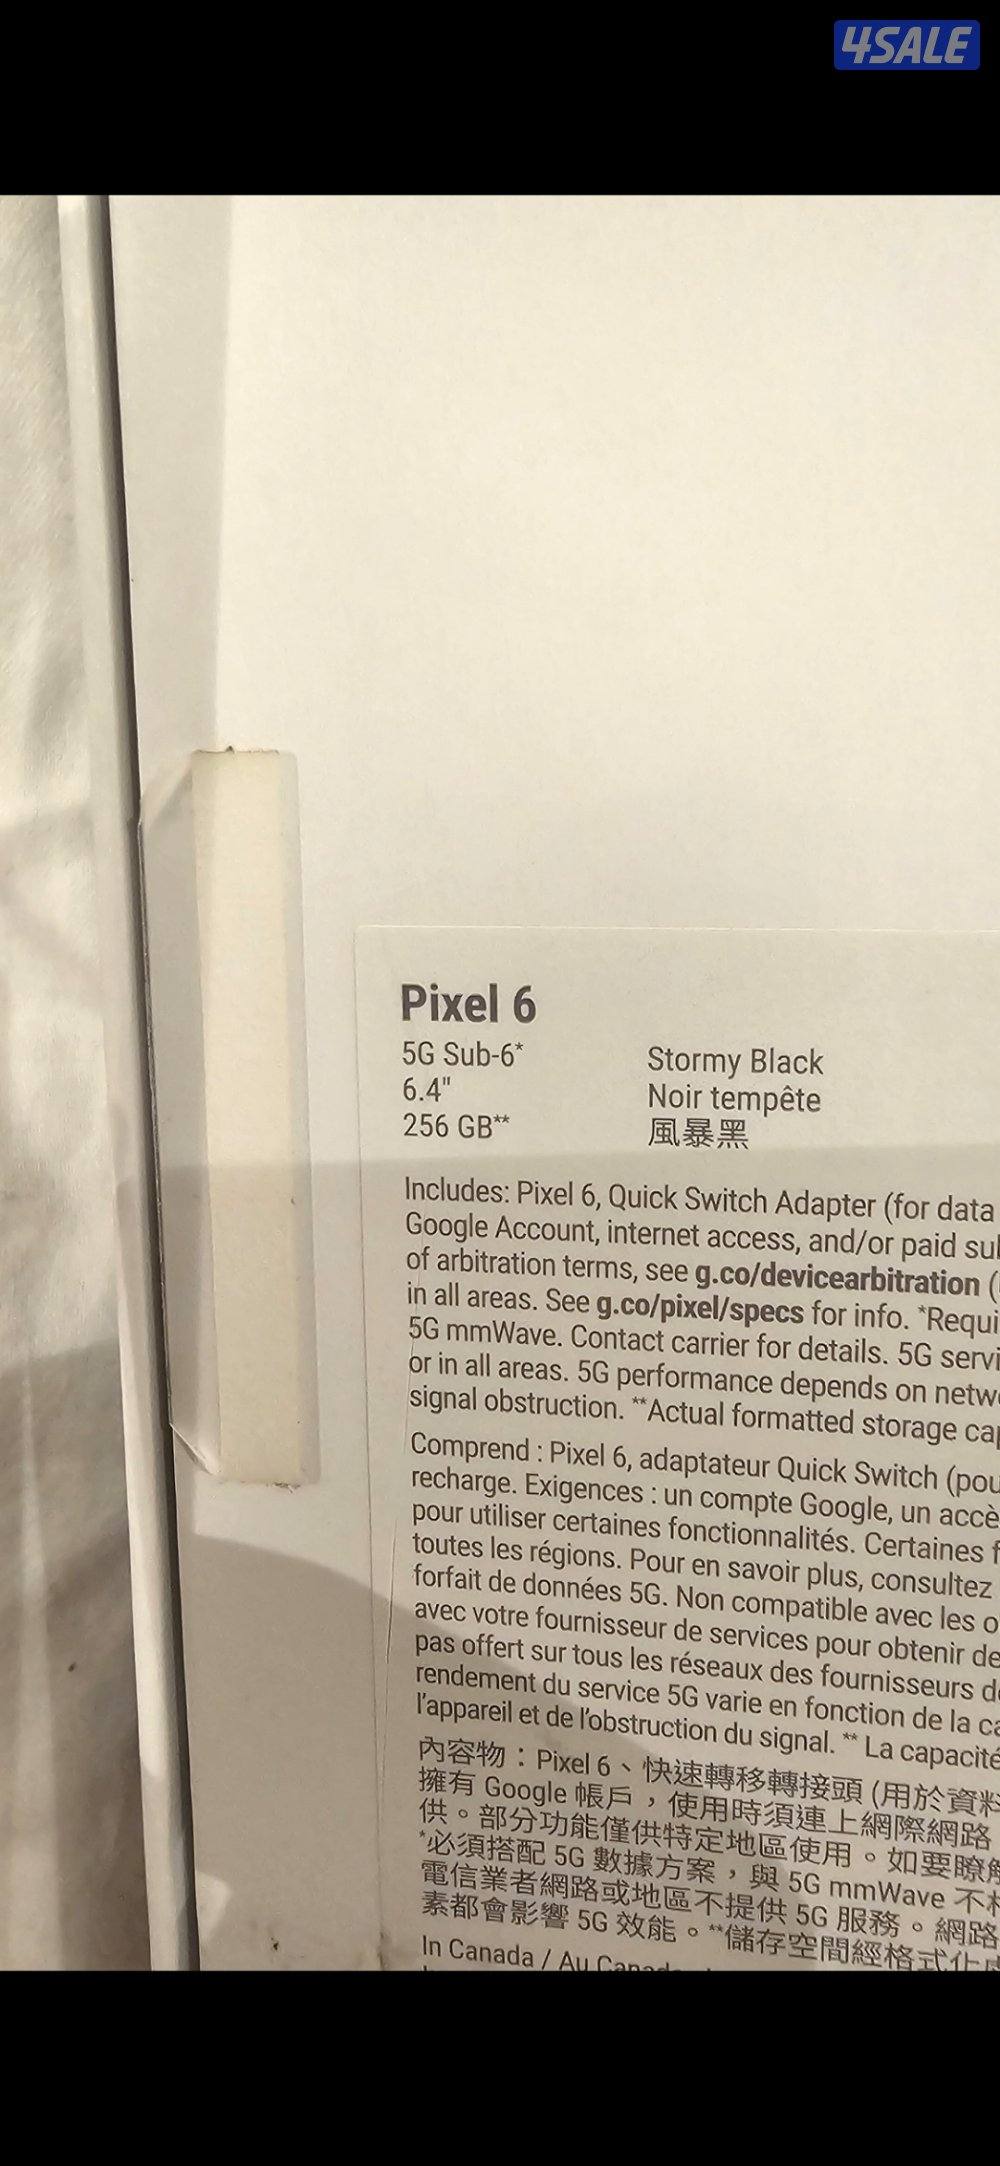 4SALE
Pixel 6
5G Sub-6*
6.4"
256 GB**
Stormy Black
Noir tempête
風暴黑
Includes: Pixel 6, Quick Switch Adapter (for data
Google Account, internet access, and/or paid
of arbitration terms, see g.co/devicearbitration (
in all areas. See g.co/pixel/specs for info. *
5G mmWave. Contact carrier for details. 5G
or in all areas. 5G performance depends on
signal obstruction. **Actual formatted storage
Comprend : Pixel 6, adaptateur Quick Switch (
recharge. Exigences : un compte Google, un
pour utiliser certaines fonctionnalités. Certaines
toutes les régions. Pour en savoir plus, consultez
forfait de données 5G. Non compatible avec les
avec votre fournisseur de services pour obtenir
pas offert sur tous les réseaux des fournisseurs
rendement du service 5G varie en fonction de la
l'appareil et de l'obstruction du signal. ** La capacité
內容物：Pixel 6、快速轉移轉接頭 (用於資料
擁有 Google 帳戶，使用時須連上網際網路
供。部分功能僅供特定地區使用。如要瞭解
*必須搭配 5G 數據方案，與 5G mmWave 不
電信業者網路或地區不提供 5G 服務。網路
素都會影響 5G 效能。**儲存空間經格式化
In Canada / Au Canada